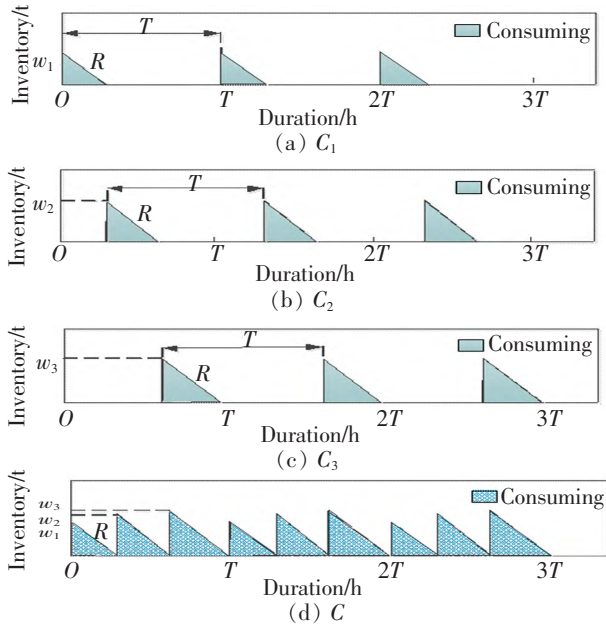 Inventory/t
T
Consuming
w1
R
O T 2T 3T
Duration/h
(a) C1
Inventory/t
T
Consuming
w2
R
O T 2T 3T
Duration/h
(b) C2
Inventory/t
T
Consuming
w3
R
O T 2T 3T
Duration/h
(c) C3
Inventory/t
Consuming
w3
w2
w1
R
O T 2T 3T
Duration/h
(d) C